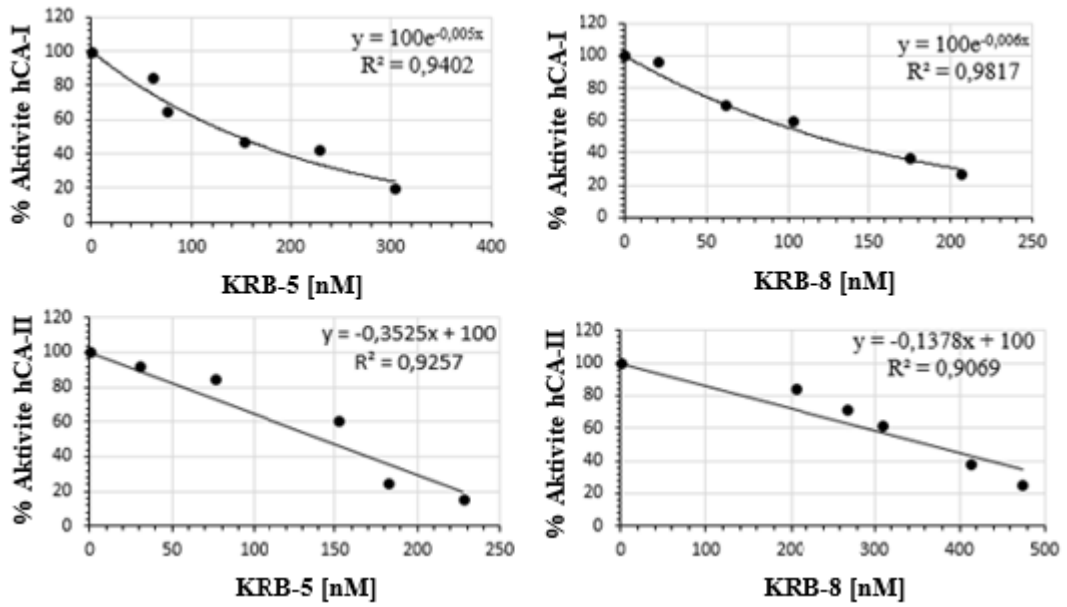 % Aktivite hCA-I
120
100
80
60
40
20
0
y = 100e-0,005x
R² = 0,9402
0 100 200 300 400
KRB-5 [nM]
% Aktivite hCA-I
120
100
80
60
40
20
0
y = 100e-0,006x
R² = 0,9817
0 50 100 150 200 250
KRB-8 [nM]
% Aktivite hCA-II
120
100
80
60
40
20
0
y = -0,3525x + 100
R² = 0,9257
0 50 100 150 200 250
KRB-5 [nM]
% Aktivite hCA-II
120
100
80
60
40
20
0
y = -0,1378x + 100
R² = 0,9069
0 100 200 300 400 500
KRB-8 [nM]